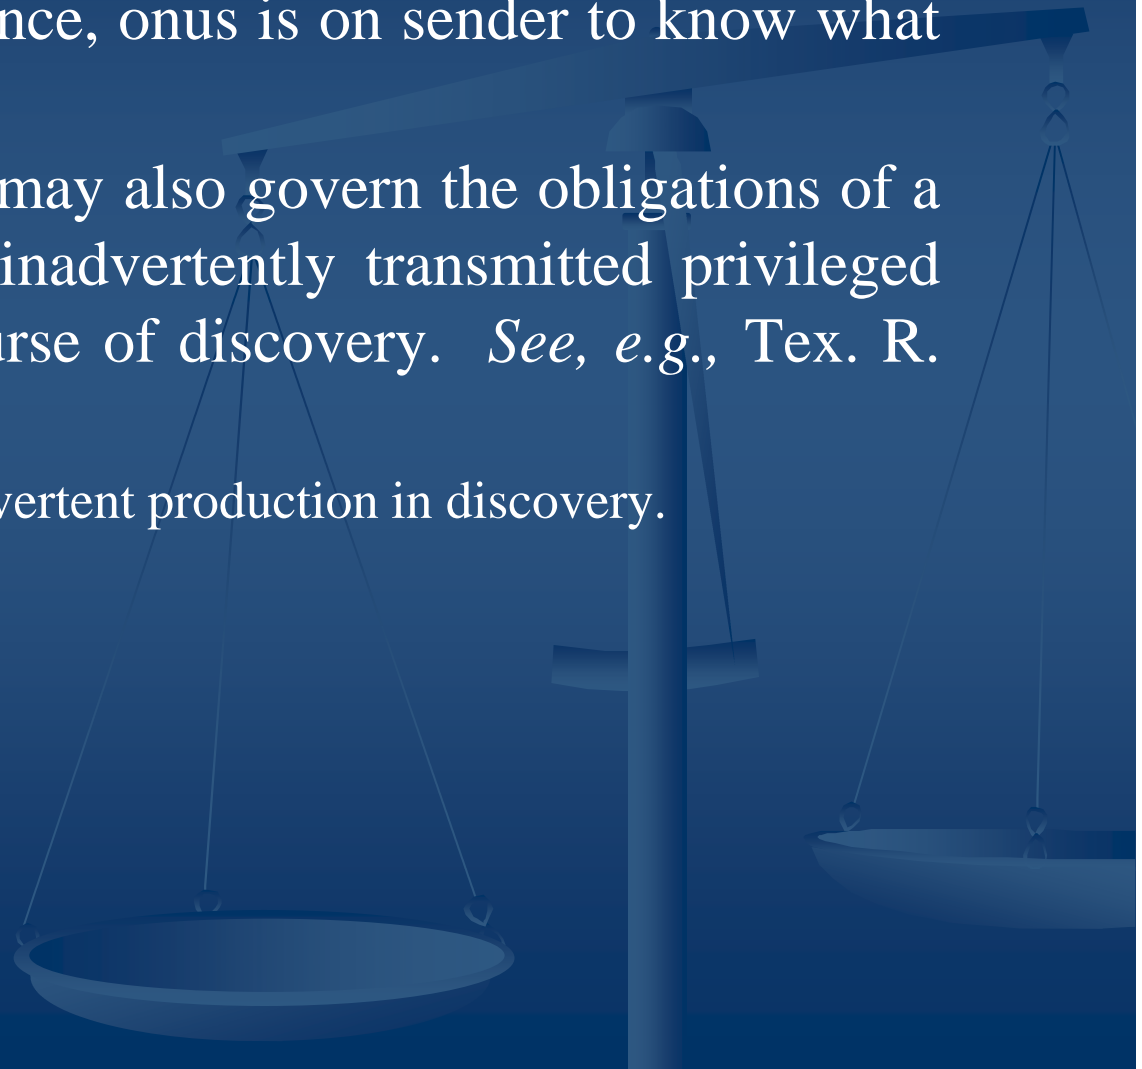 nce, onus is on sender to know what
may also govern the obligations of a
inadvertently transmitted privileged
urse of discovery. See, e.g., Tex. R.
vertent production in discovery.